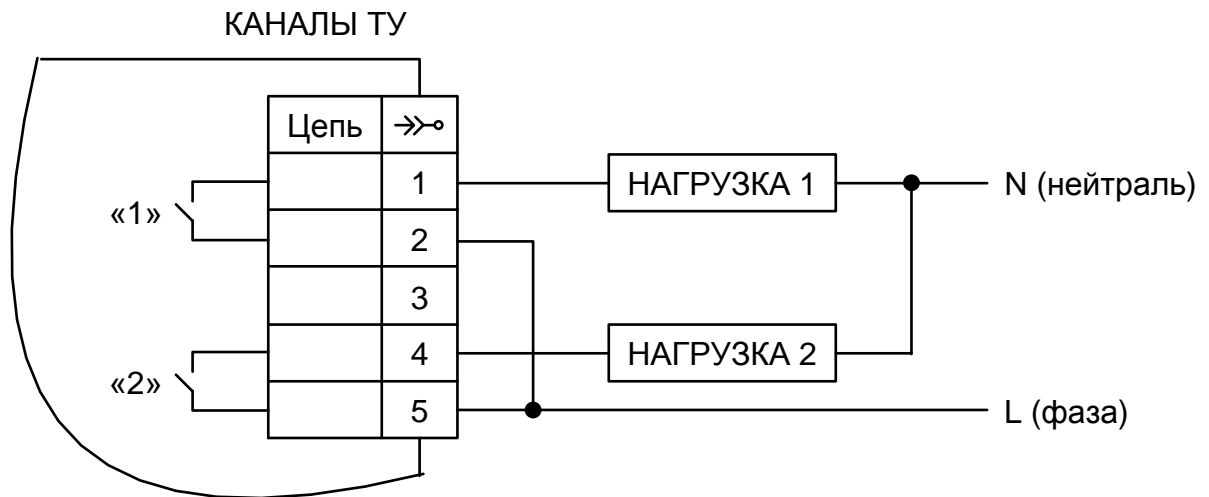 КАНАЛЫ ТУ
Цепь
1
НАГРУЗКА 1
N (нейтраль)
«1»
2
3
4
НАГРУЗКА 2
«2»
5
L (фаза)